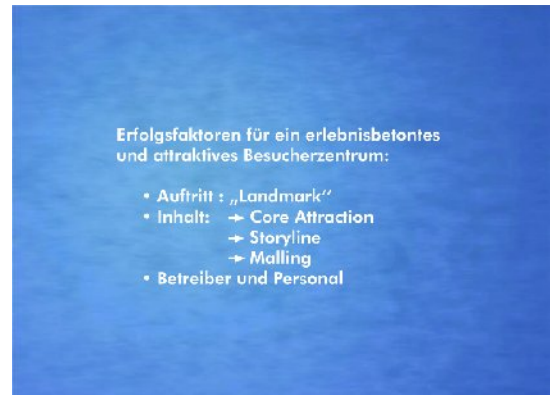 Erfolgsfaktoren für ein erlebnisbetontes
und attraktives Besucherzentrum:
• Auftritt : „Landmark“
• Inhalt: → Core Attraction
→ Storyline
→ Malling
• Betreiber und Personal